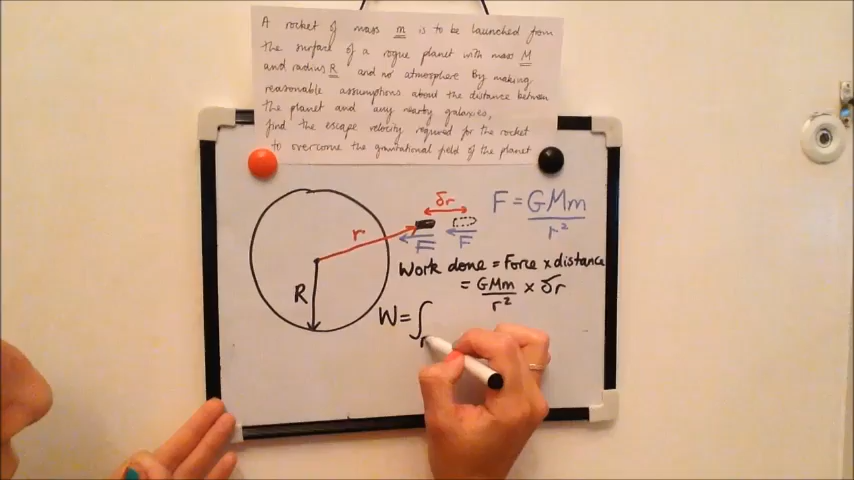 A rocket of mass m is to be launched from
the surface of a rogue planet with mass M
and radius R and no atmosphere By making
reasonable assumptions about the distance between
the planet and any nearby galaxies,
find the escape velocity required for the rocket
to overcome the gravitational field of the planet
δr
F = GMm
r²
r
F F
R
Work done = Force × distance
= GMm/r² × δr
W = ∫